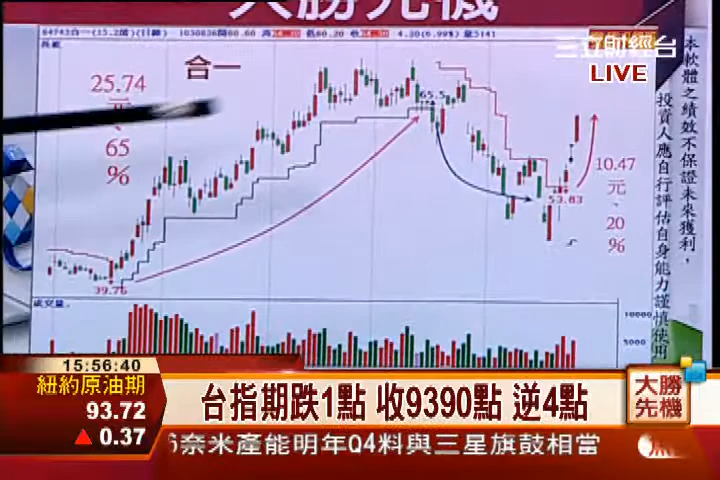 大勝先機
三立財經台
LIVE
合一
25.74
元、
65
%
65.5
39.76
53.83
10.47
元
、
20
%
成交量
10000
5000
本軟體之績效不保證未來獲利，
投資人應自行評估自身能力謹慎使用
15:56:40
紐約原油期
93.72
▲0.37
台指期跌1點 收9390點 逆4點
大勝
先機
6奈米產能明年Q4料與三星旗鼓相當